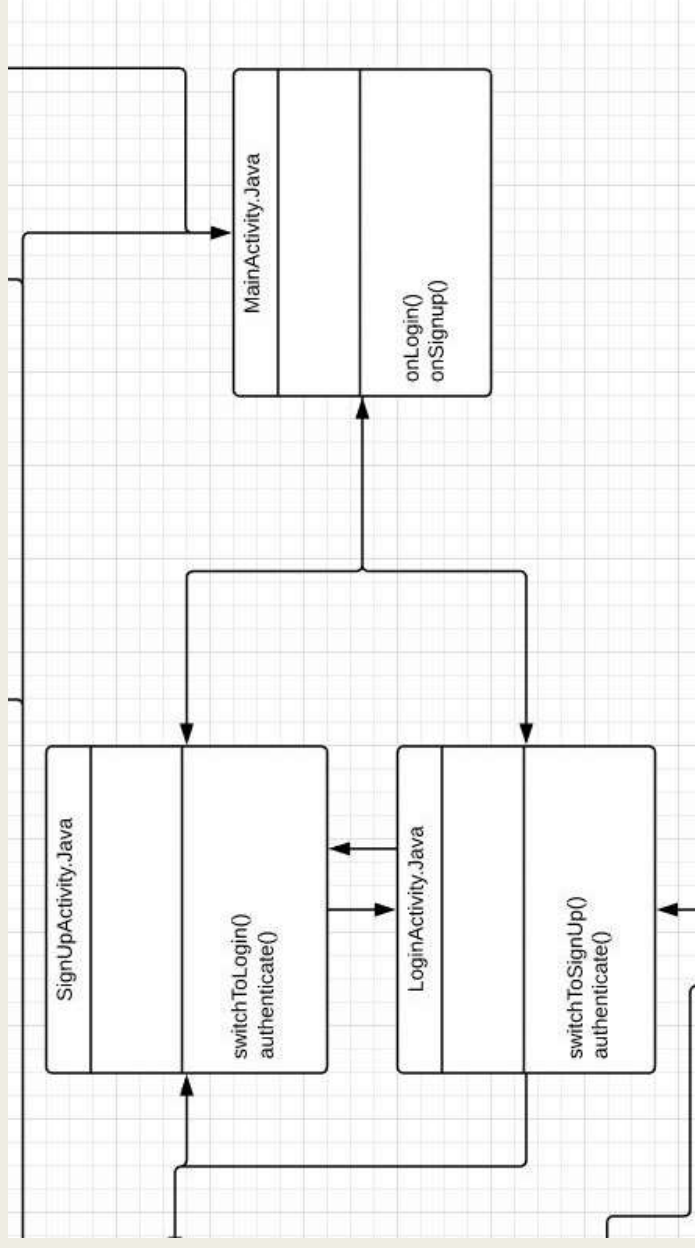 MainActivity.Java
onLogin()
onSignup()
SignUpActivity.Java
switchToLogin()
authenticate()
LoginActivity.Java
switchToSignUp()
authenticate()